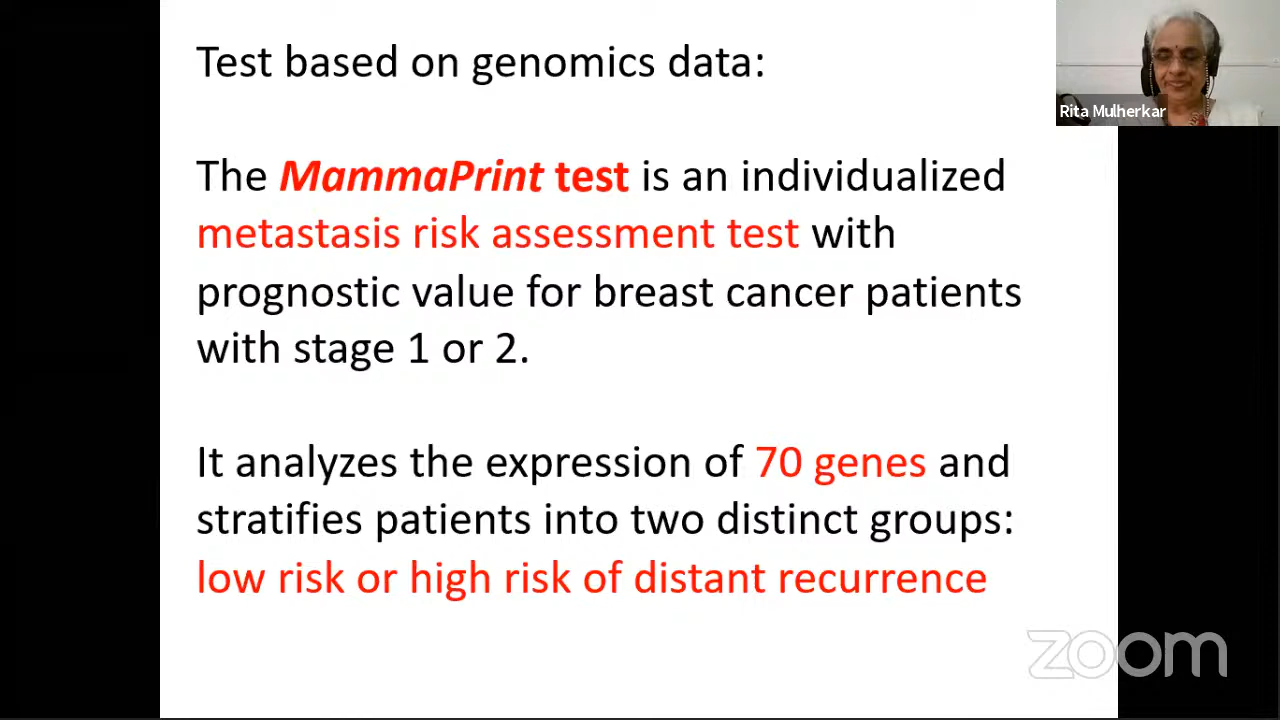 Test based on genomics data:
The MammaPrint test is an individualized
metastasis risk assessment test with
prognostic value for breast cancer patients
with stage 1 or 2.
It analyzes the expression of 70 genes and
stratifies patients into two distinct groups:
low risk or high risk of distant recurrence
Rita Mulherkar
zoom